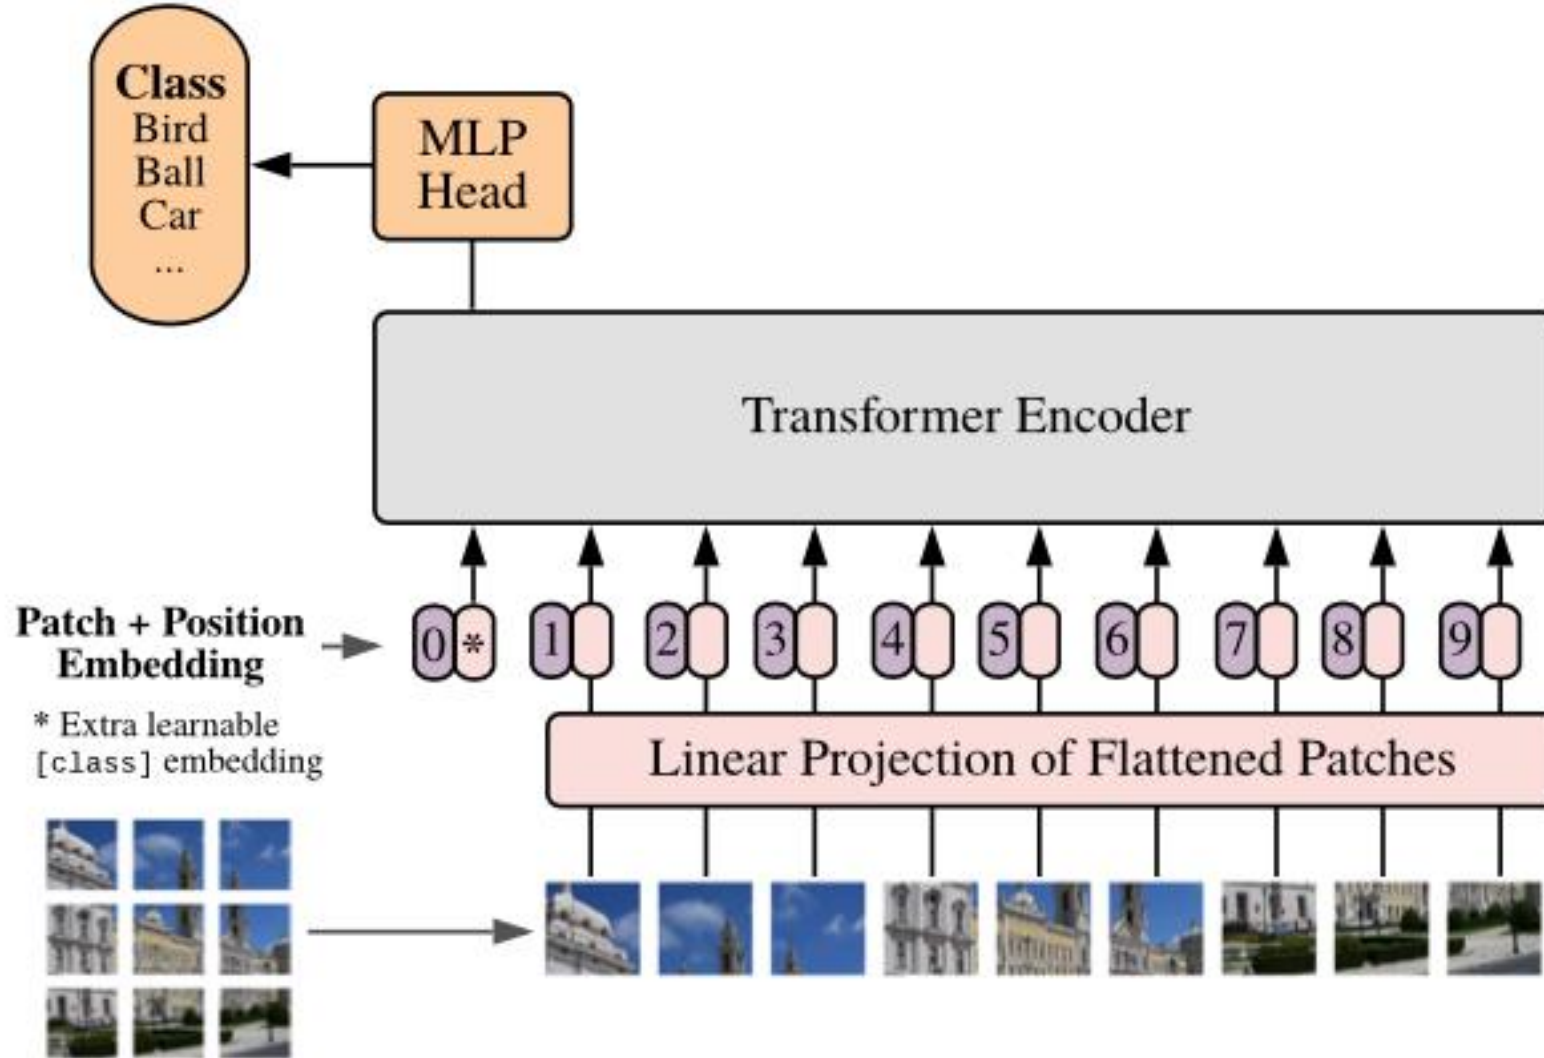 Class
Bird
Ball
Car
...
MLP
Head
Transformer Encoder
Patch + Position
Embedding
0 * 1 2 3 4 5 6 7 8 9
* Extra learnable
[class] embedding
Linear Projection of Flattened Patches